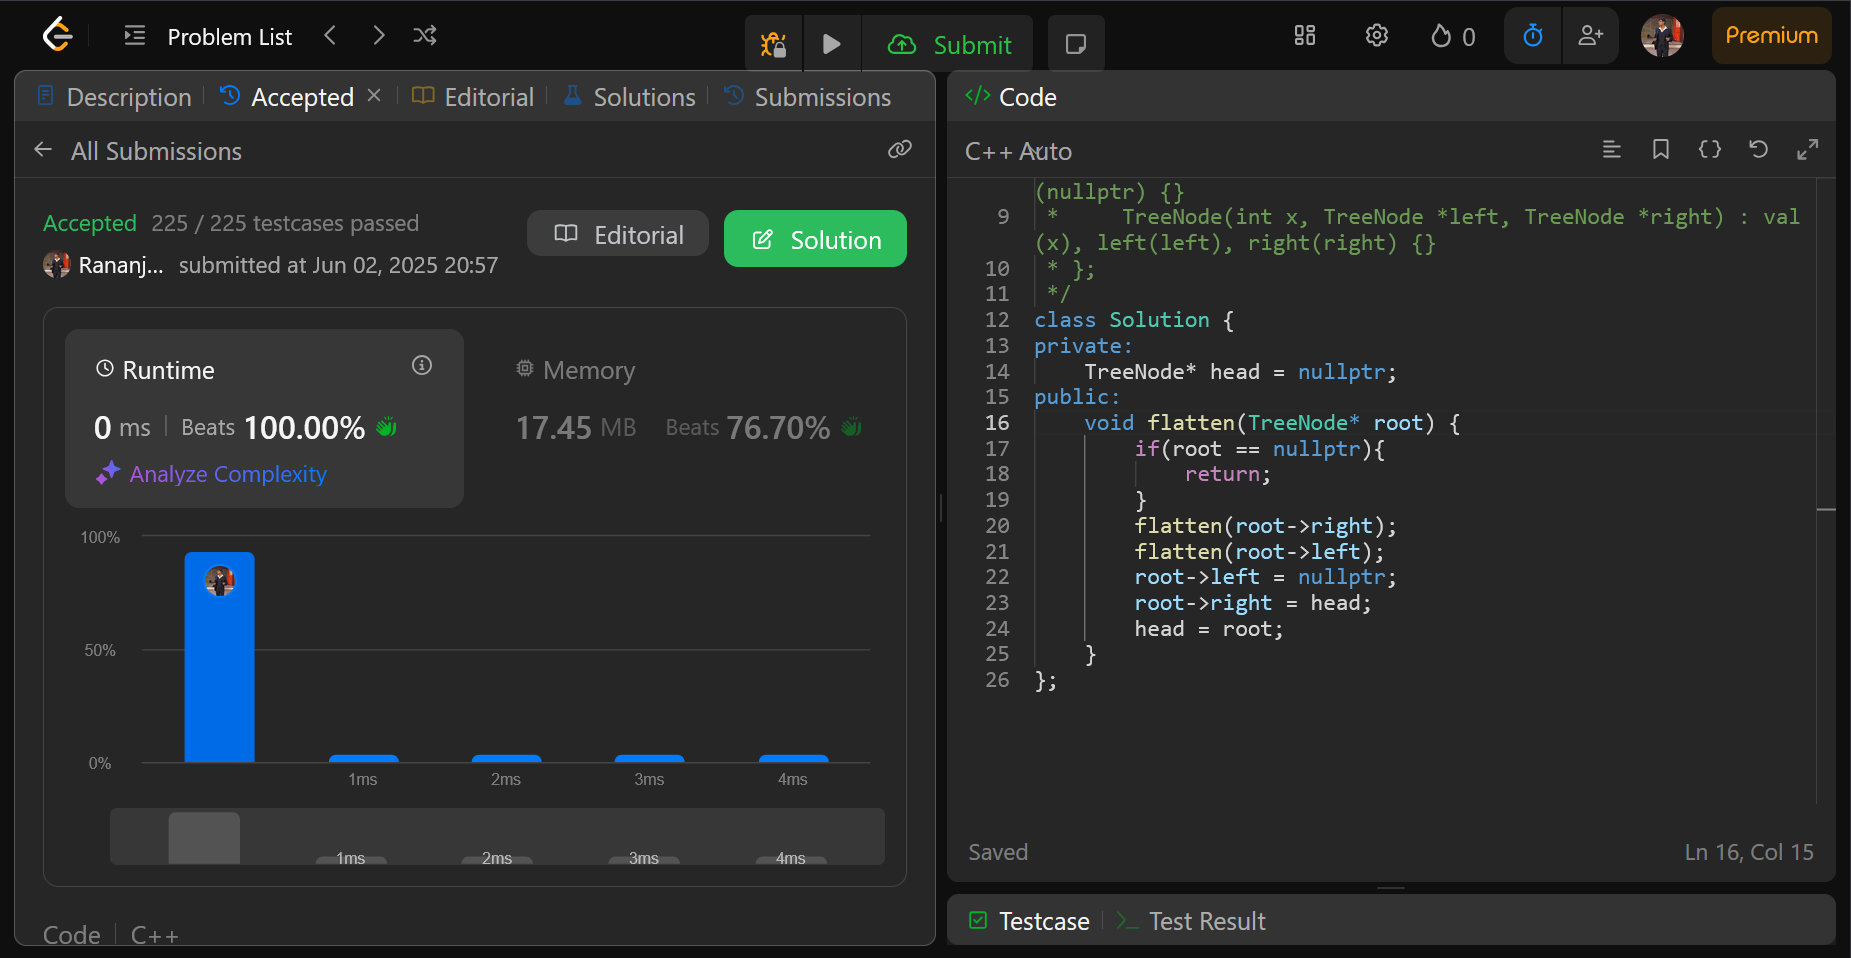 Problem List
Submit
0
Premium
Description
Accepted
Editorial
Solutions
Submissions
All Submissions
Accepted 225 / 225 testcases passed
Rananj... submitted at Jun 02, 2025 20:57
Editorial
Solution
Runtime
0 ms Beats 100.00%
Analyze Complexity
Memory
17.45 MB Beats 76.70%
100%
50%
0%
1ms 2ms 3ms 4ms
1ms 2ms 3ms 4ms
Code C++
</> Code
C++ Auto
(nullptr) {}
9 *     TreeNode(int x, TreeNode *left, TreeNode *right) : val
(x), left(left), right(right) {}
10 * };
11 */
12 class Solution {
13 private:
14     TreeNode* head = nullptr;
15 public:
16     void flatten(TreeNode* root) {
17         if(root == nullptr){
18             return;
19         }
20         flatten(root->right);
21         flatten(root->left);
22         root->left = nullptr;
23         root->right = head;
24         head = root;
25     }
26 };
Saved
Ln 16, Col 15
Testcase
Test Result